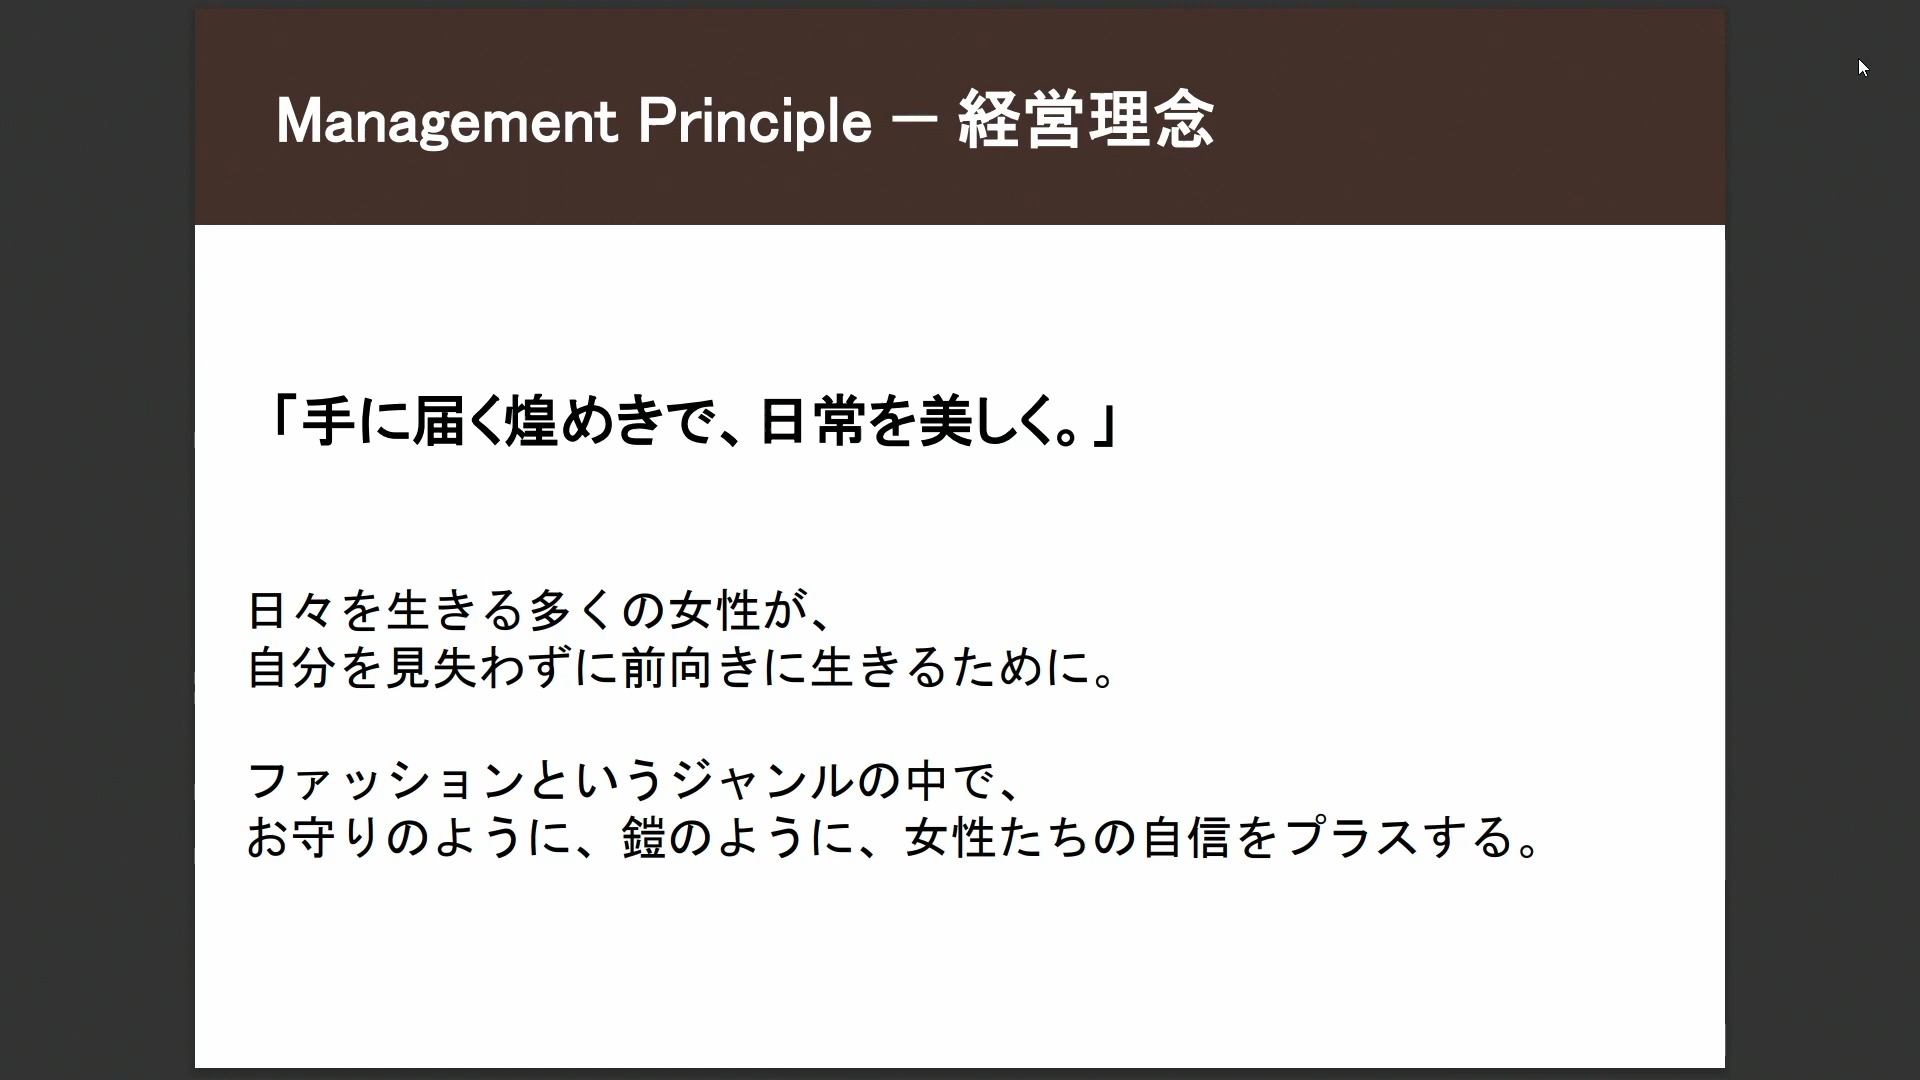 Management Principle － 経営理念
「手に届く煌めきで、日常を美しく。」
日々を生きる多くの女性が、
自分を見失わずに前向きに生きるために。
ファッションというジャンルの中で、
お守りのように、鎧のように、女性たちの自信をプラスする。